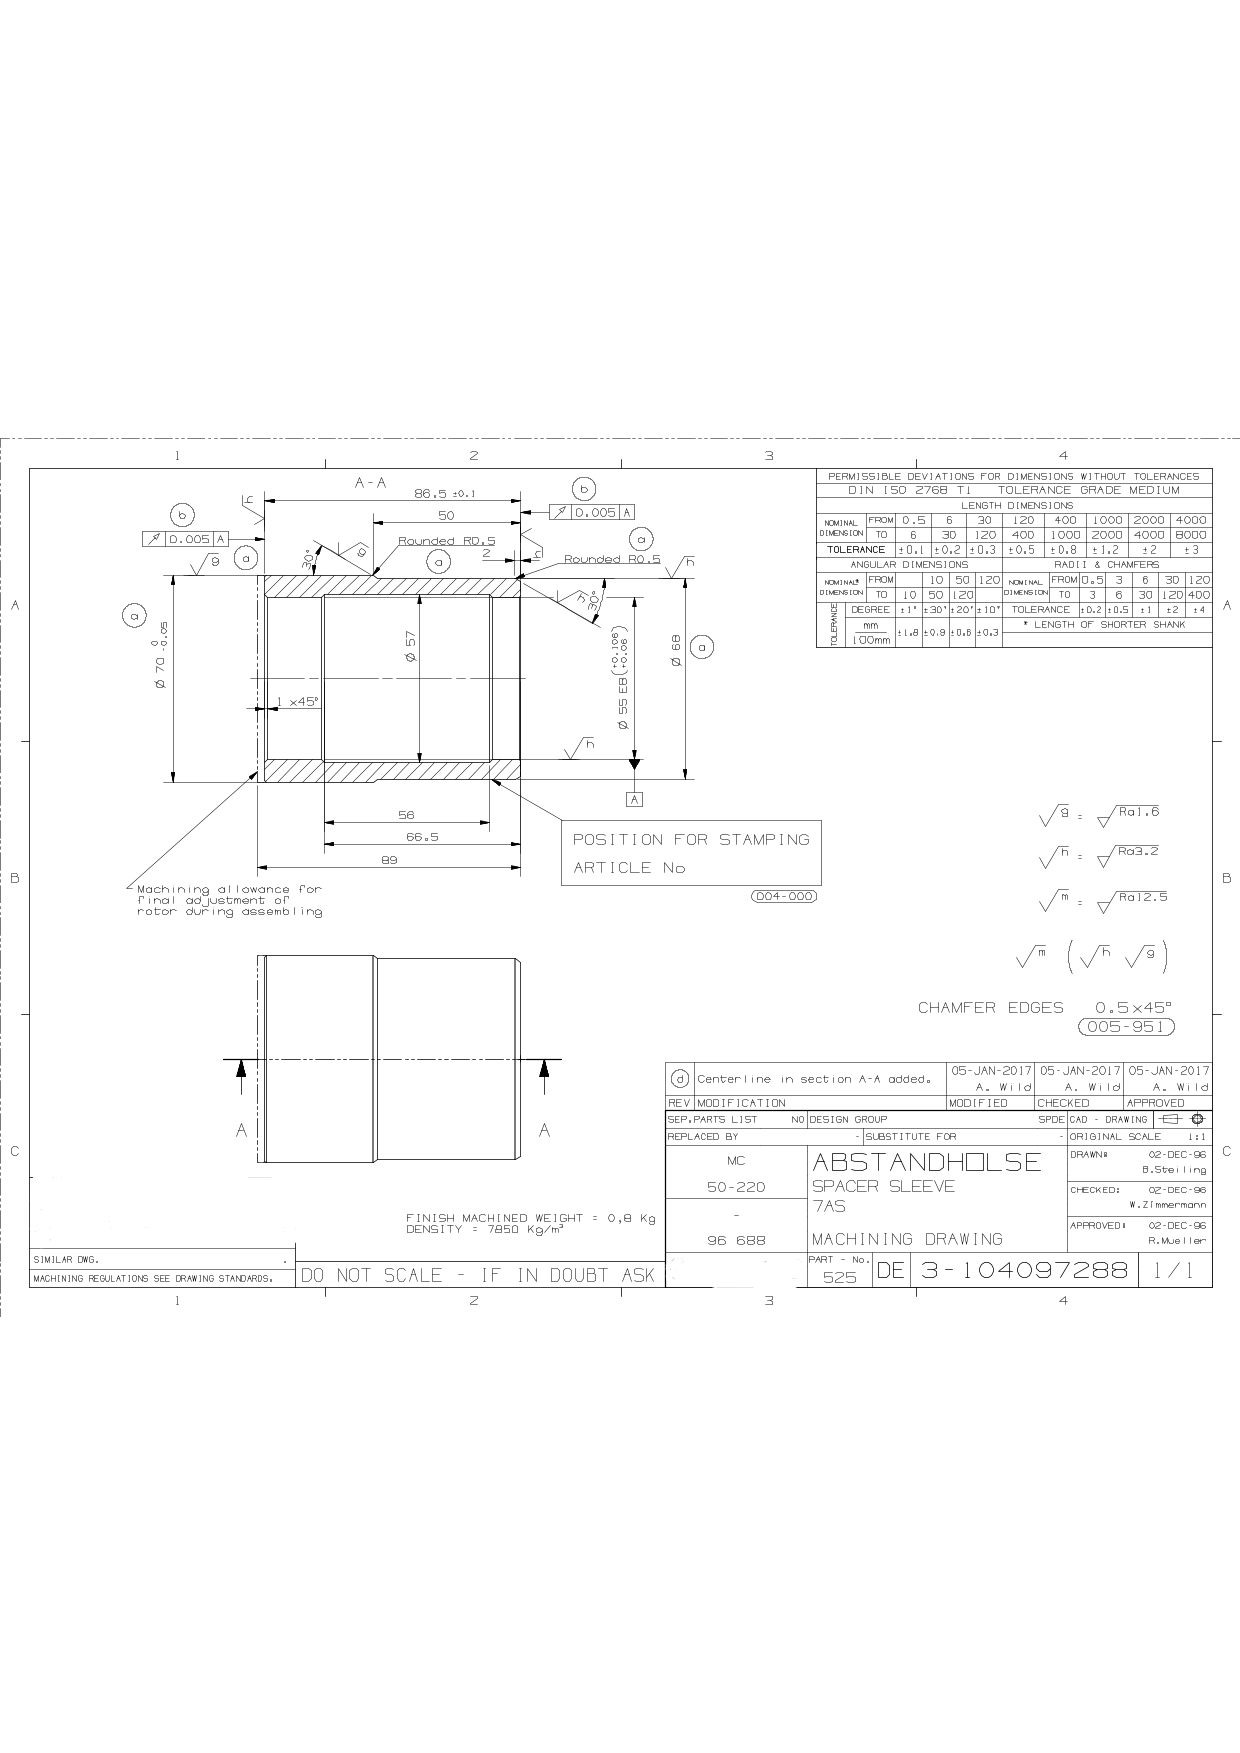 1 2 3 4
A-A
86.5 ±0.1
50
h
b
0.005 A
a
g
30°
g
Rounded R0.5
a
2
h
b
0.005 A
a
Rounded R0.5
h
h
30°
a
Ø 70 0 -0.05
Ø 57
Ø 55 E8 (+0.106 +0.06)
Ø 68
a
1 x45°
h
A
56
66.5
89
POSITION FOR STAMPING
ARTICLE No
D04-000
Machining allowance for
final adjustment of
rotor during assembling
PERMISSIBLE DEVIATIONS FOR DIMENSIONS WITHOUT TOLERANCES
DIN ISO 2768 T1 TOLERANCE GRADE MEDIUM
LENGTH DIMENSIONS
NOMINAL DIMENSION FROM 0.5 6 30 120 400 1000 2000 4000
TO 6 30 120 400 1000 2000 4000 8000
TOLERANCE ±0.1 ±0.2 ±0.3 ±0.5 ±0.8 ±1.2 ±2 ±3
ANGULAR DIMENSIONS RADII & CHAMFERS
NOMINAL* DIMENSION FROM 10 50 120 NOMINAL DIMENSION FROM 0.5 3 6 30 120
TO 10 50 120 TO 3 6 30 120 400
TOLERANCE DEGREE ±1° ±30' ±20' ±10' TOLERANCE ±0.2 ±0.5 ±1 ±2 ±4
mm 100mm ±1.8 ±0.9 ±0.6 ±0.3 * LENGTH OF SHORTER SHANK
A A
g = Ra1.6
h = Ra3.2
m = Ra12.5
m ( h g )
B B
CHAMFER EDGES 0.5x45°
005-951
A A
C C
FINISH MACHINED WEIGHT = 0,8 Kg
DENSITY = 7850 Kg/m³
d Centerline in section A-A added. 05-JAN-2017 05-JAN-2017 05-JAN-2017
A. Wild A. Wild A. Wild
REV MODIFICATION MODIFIED CHECKED APPROVED
SEP.PARTS LIST NO DESIGN GROUP SPDE CAD - DRAWING
REPLACED BY - SUBSTITUTE FOR - ORIGINAL SCALE 1:1
MC
50-220
-
96 688
ABSTANDHOLSE
SPACER SLEEVE
7AS
MACHINING DRAWING
DRAWN: 02-DEC-96
B.Steiling
CHECKED: 02-DEC-96
W.Zimmermann
APPROVED: 02-DEC-96
R.Mueller
SIMILAR DWG. .
MACHINING REGULATIONS SEE DRAWING STANDARDS.
DO NOT SCALE - IF IN DOUBT ASK
PART - No.
525
DE 3-104097288 1/1
1 2 3 4